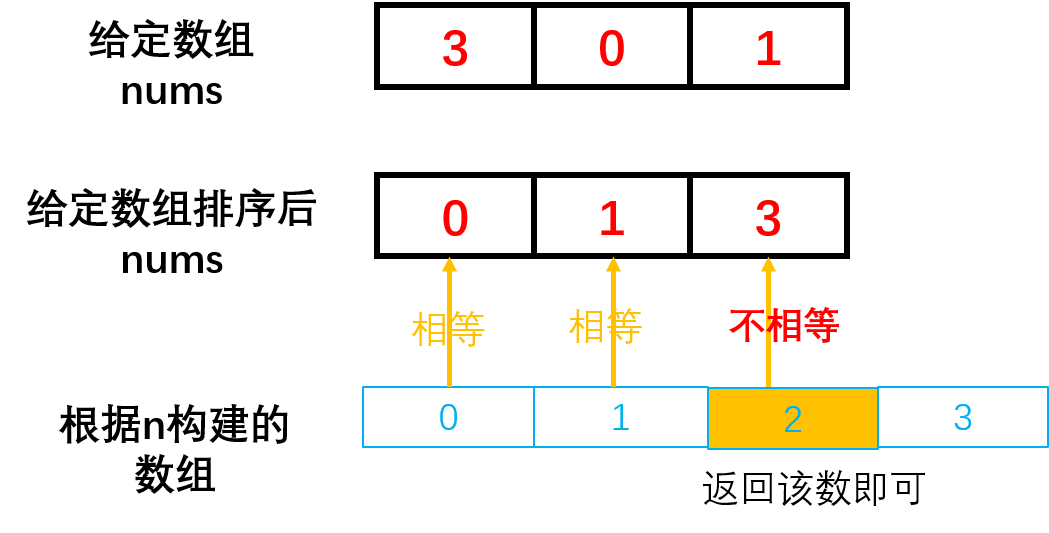 给定数组
nums
3 0 1
给定数组排序后
nums
0 1 3
相等 相等 不相等
根据n构建的
数组
0 1 2 3
返回该数即可